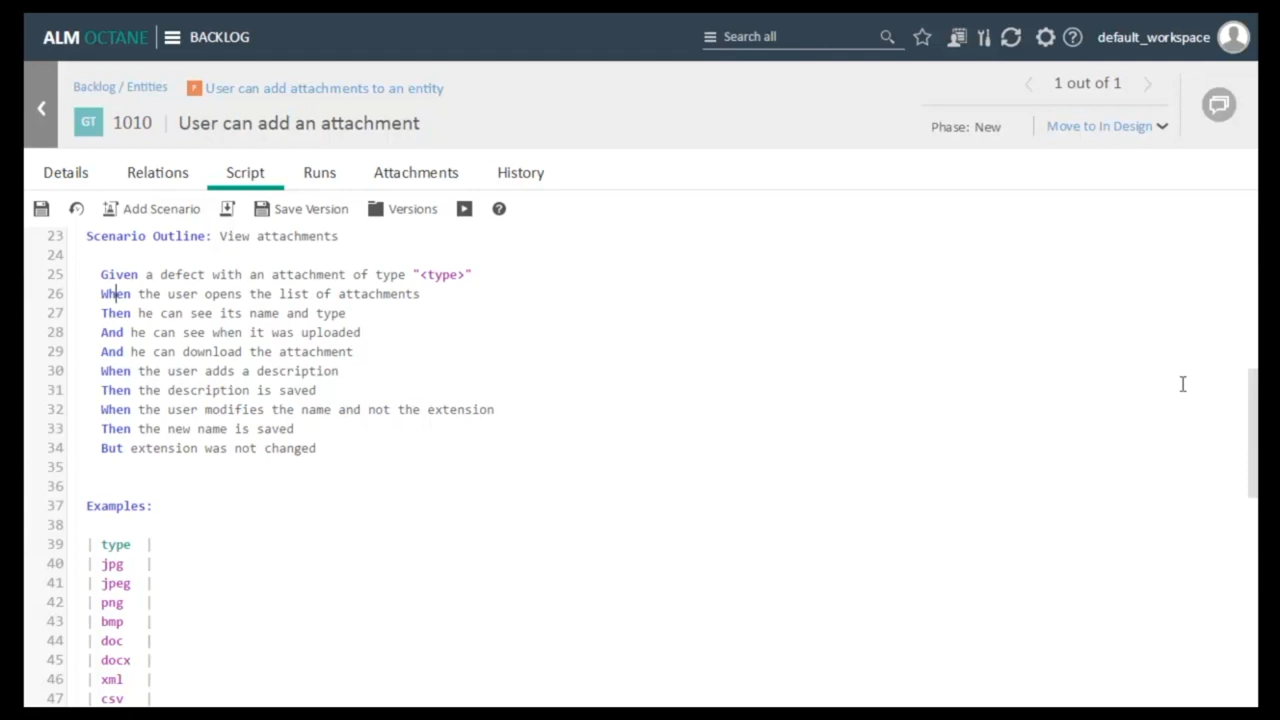 ALM OCTANE BACKLOG Search all default_workspace
Backlog / Entities P User can add attachments to an entity 1 out of 1
GT 1010 User can add an attachment Phase: New Move to In Design
Details Relations Script Runs Attachments History
Add Scenario Save Version Versions
23 Scenario Outline: View attachments
24
25 Given a defect with an attachment of type "<type>"
26 When the user opens the list of attachments
27 Then he can see its name and type
28 And he can see when it was uploaded
29 And he can download the attachment
30 When the user adds a description
31 Then the description is saved
32 When the user modifies the name and not the extension
33 Then the new name is saved
34 But extension was not changed
35
36
37 Examples:
38
39 | type |
40 | jpg |
41 | jpeg |
42 | png |
43 | bmp |
44 | doc |
45 | docx |
46 | xml |
47 | csv |